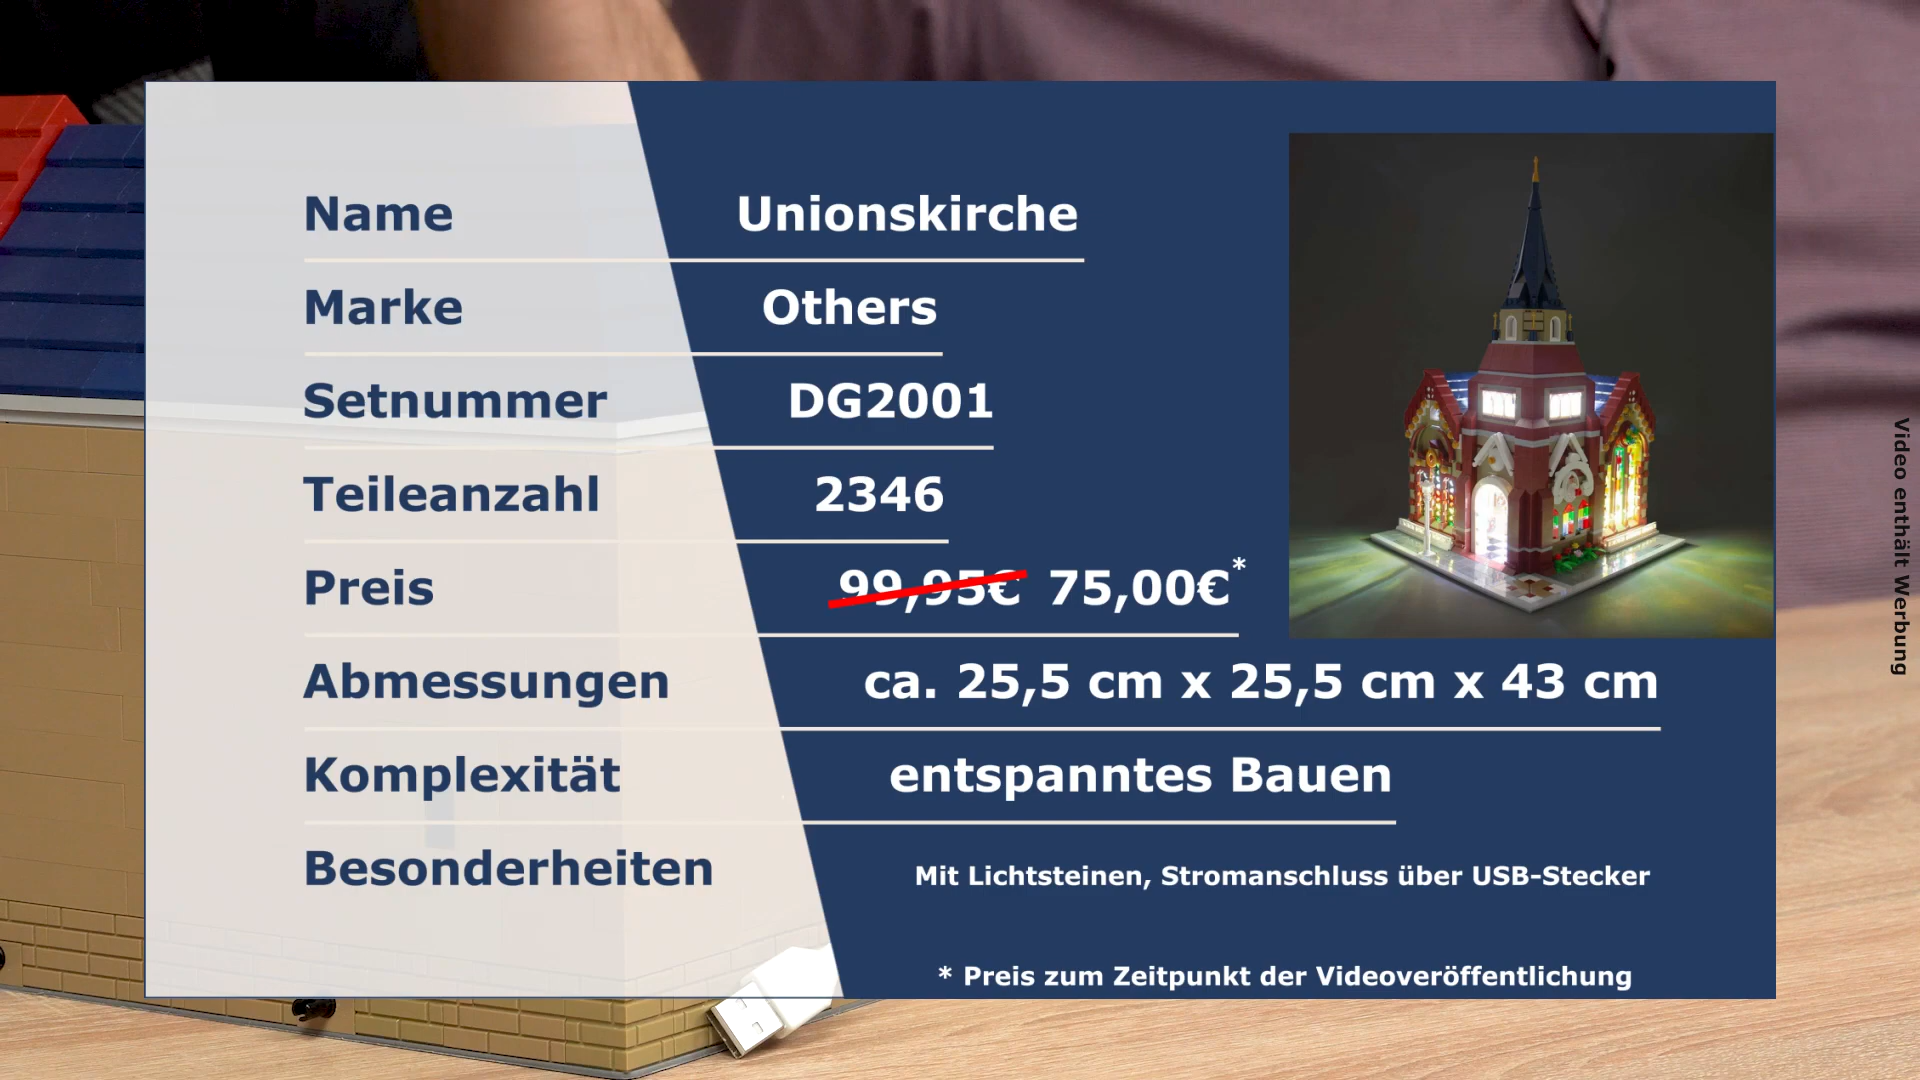 Name Unionskirche
Marke Others
Setnummer DG2001
Teileanzahl 2346
Preis 99,95€ 75,00€*
Abmessungen ca. 25,5 cm x 25,5 cm x 43 cm
Komplexität entspanntes Bauen
Besonderheiten Mit Lichtsteinen, Stromanschluss über USB-Stecker
* Preis zum Zeitpunkt der Videoveröffentlichung
Video enthält Werbung